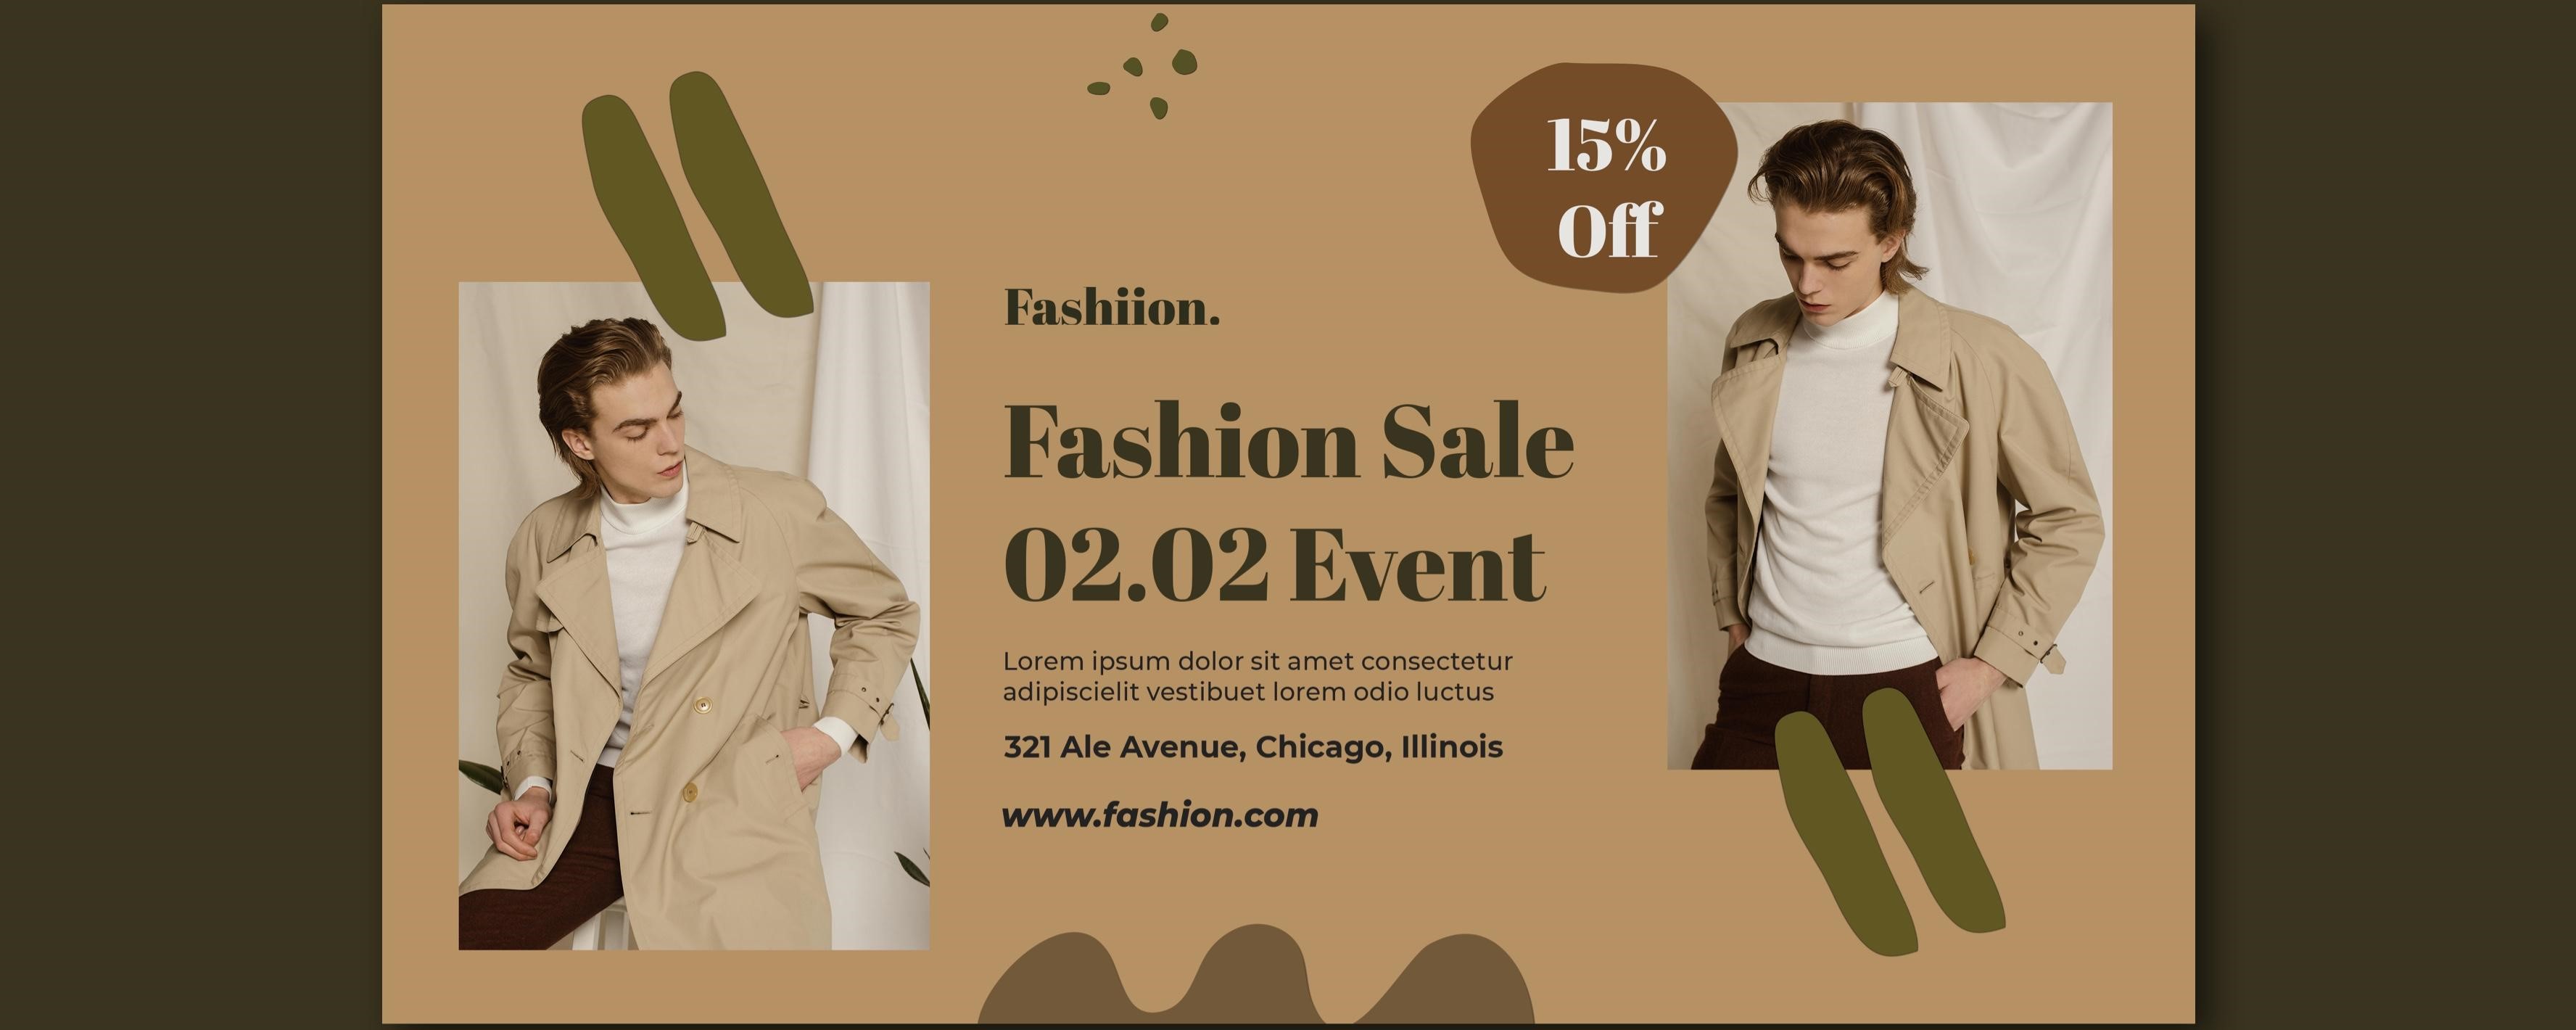 15%
Off
Fashiion.
Fashion Sale
02.02 Event
Lorem ipsum dolor sit amet consectetur
adipiscielit vestibuet lorem odio luctus
321 Ale Avenue, Chicago, Illinois
www.fashion.com